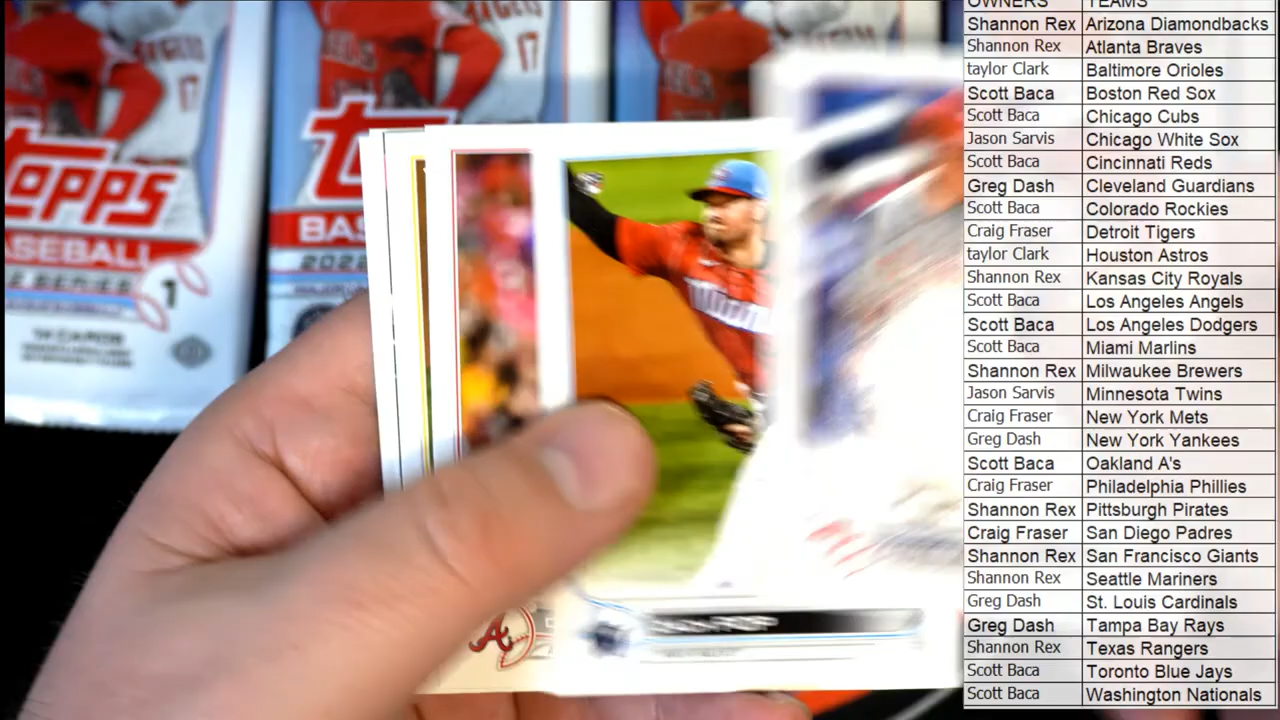 OWNERS TEAMS
Shannon Rex Arizona Diamondbacks
Shannon Rex Atlanta Braves
taylor Clark Baltimore Orioles
Scott Baca Boston Red Sox
Scott Baca Chicago Cubs
Jason Sarvis Chicago White Sox
Scott Baca Cincinnati Reds
Greg Dash Cleveland Guardians
Scott Baca Colorado Rockies
Craig Fraser Detroit Tigers
taylor Clark Houston Astros
Shannon Rex Kansas City Royals
Scott Baca Los Angeles Angels
Scott Baca Los Angeles Dodgers
Scott Baca Miami Marlins
Shannon Rex Milwaukee Brewers
Jason Sarvis Minnesota Twins
Craig Fraser New York Mets
Greg Dash New York Yankees
Scott Baca Oakland A's
Craig Fraser Philadelphia Phillies
Shannon Rex Pittsburgh Pirates
Craig Fraser San Diego Padres
Shannon Rex San Francisco Giants
Shannon Rex Seattle Mariners
Greg Dash St. Louis Cardinals
Greg Dash Tampa Bay Rays
Shannon Rex Texas Rangers
Scott Baca Toronto Blue Jays
Scott Baca Washington Nationals
17
17
TOPPS
ASEBALL
SERIES 1
14 CARDS
BAS
2022
A